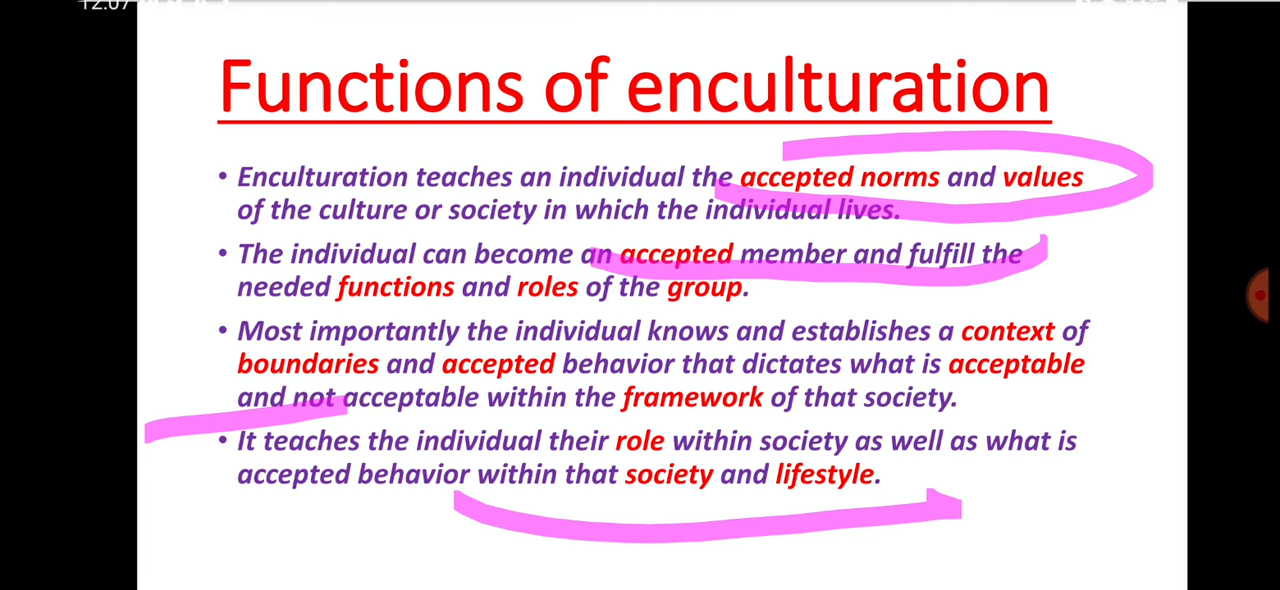 Functions of enculturation
• Enculturation teaches an individual the accepted norms and values
of the culture or society in which the individual lives.
• The individual can become an accepted member and fulfill the
needed functions and roles of the group.
• Most importantly the individual knows and establishes a context of
boundaries and accepted behavior that dictates what is acceptable
and not acceptable within the framework of that society.
• It teaches the individual their role within society as well as what is
accepted behavior within that society and lifestyle.